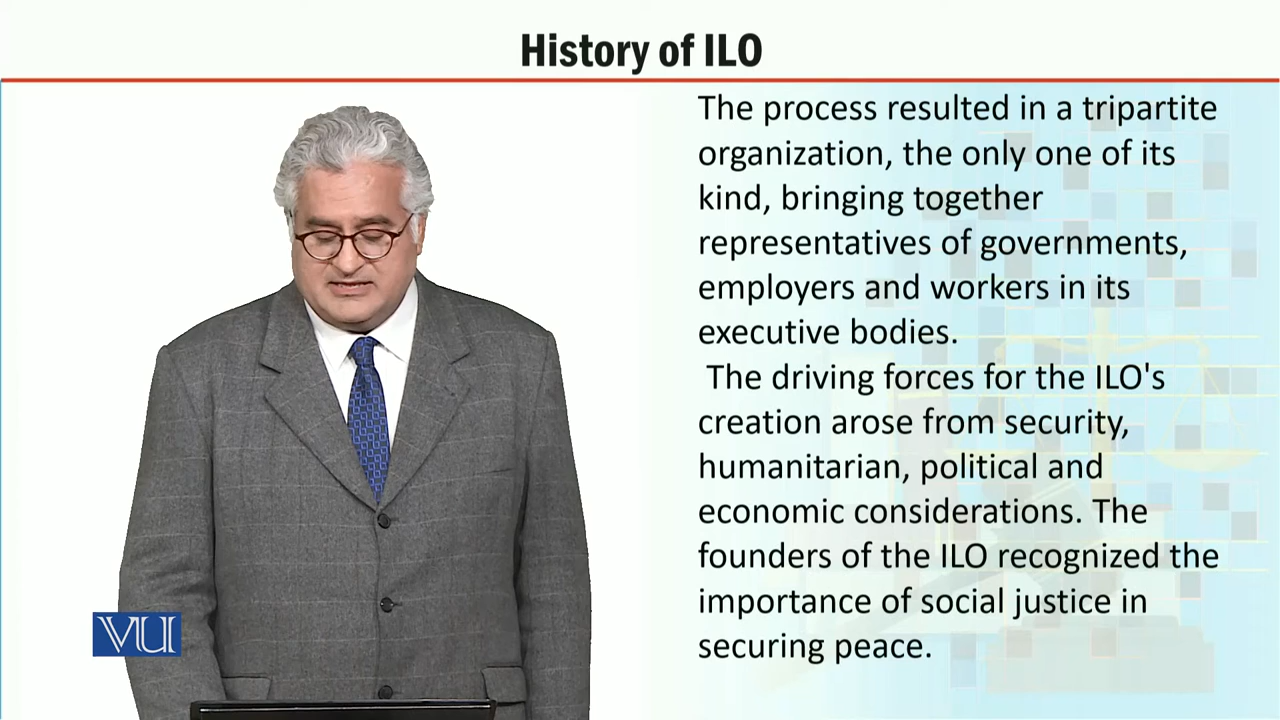 History of ILO
The process resulted in a tripartite
organization, the only one of its
kind, bringing together
representatives of governments,
employers and workers in its
executive bodies.
The driving forces for the ILO's
creation arose from security,
humanitarian, political and
economic considerations. The
founders of the ILO recognized the
importance of social justice in
securing peace.
VU